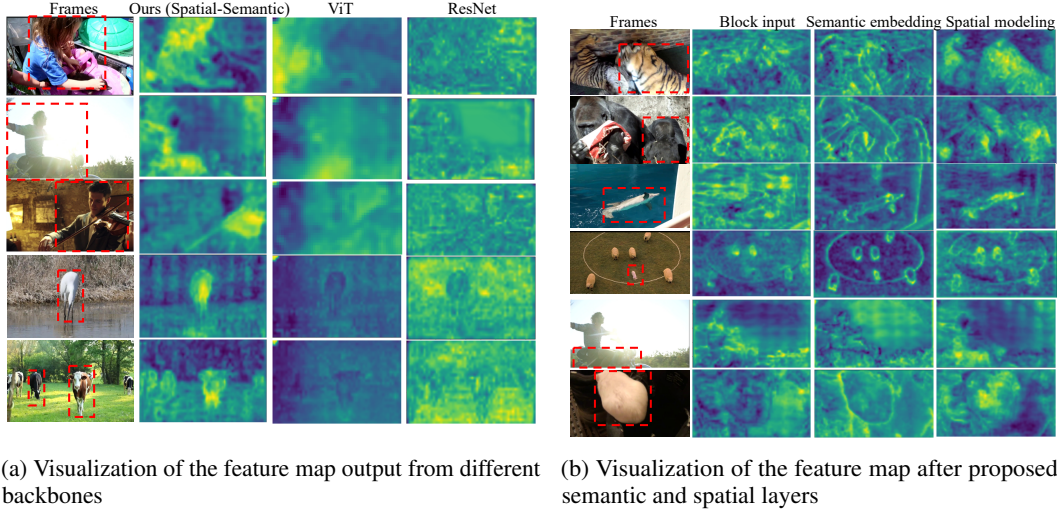 Frames Ours (Spatial-Semantic) ViT ResNet
Frames Block input Semantic embedding Spatial modeling
(a) Visualization of the feature map output from different
backbones
(b) Visualization of the feature map after proposed
semantic and spatial layers